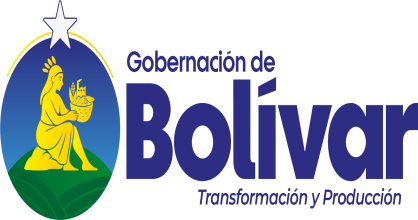 Gobernación de
Bolívar
Transformación y Producción